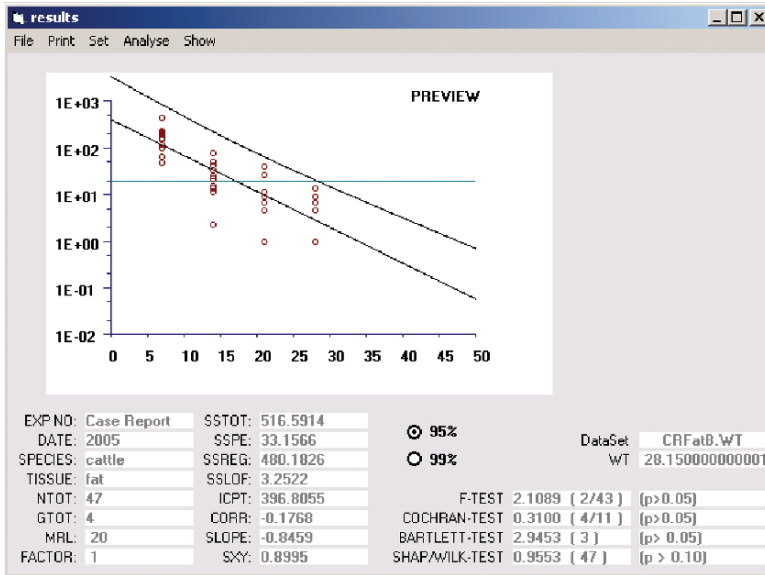 results
File Print Set Analyse Show
PREVIEW
1E+03
1E+02
1E+01
1E+00
1E-01
1E-02
0 5 10 15 20 25 30 35 40 45 50
EXP NO: Case Report SSTOT: 516.5914
DATE: 2005 SSPE: 33.1566
SPECIES: cattle SSREG: 480.1826
TISSUE: fat SSLOF: 3.2522
NTOT: 47 ICPT: 396.8055
GTOT: 4 CORR: -0.1768
MRL: 20 SLOPE: -0.8459
FACTOR: 1 SXY: 0.8995
95%
99%
DataSet CRFatB.WT
WT 28.150000000001
F-TEST 2.1089 ( 2/43 ) (p>0.05)
COCHRAN-TEST 0.3100 ( 4/11 ) (p>0.05)
BARTLETT-TEST 2.9453 ( 3 ) (p> 0.05)
SHAP/WILK-TEST 0.9553 ( 47 ) (p > 0.10)